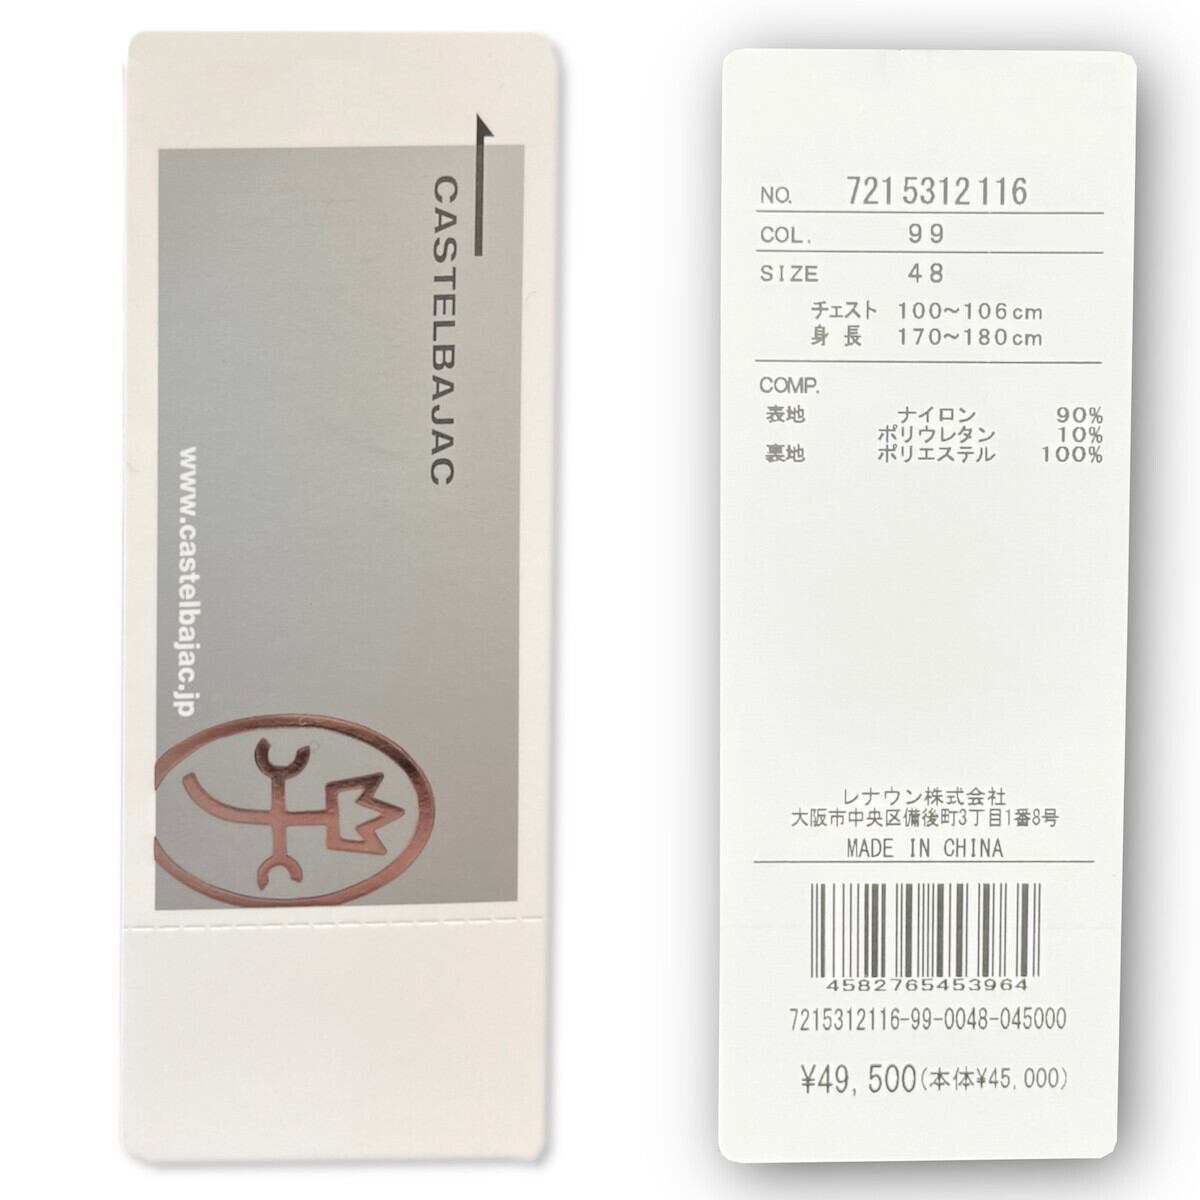 CASTELBAJAC
www.castelbajac.jp
NO. 7215312116
COL. 99
SIZE 48
チェスト 100〜106cm
身 長 170〜180cm
COMP.
表地 ナイロン 90%
ポリウレタン 10%
裏地 ポリエステル 100%
レナウン株式会社
大阪市中央区備後町3丁目1番8号
MADE IN CHINA
4582765453964
7215312116-99-0048-045000
¥49,500(本体¥45,000)